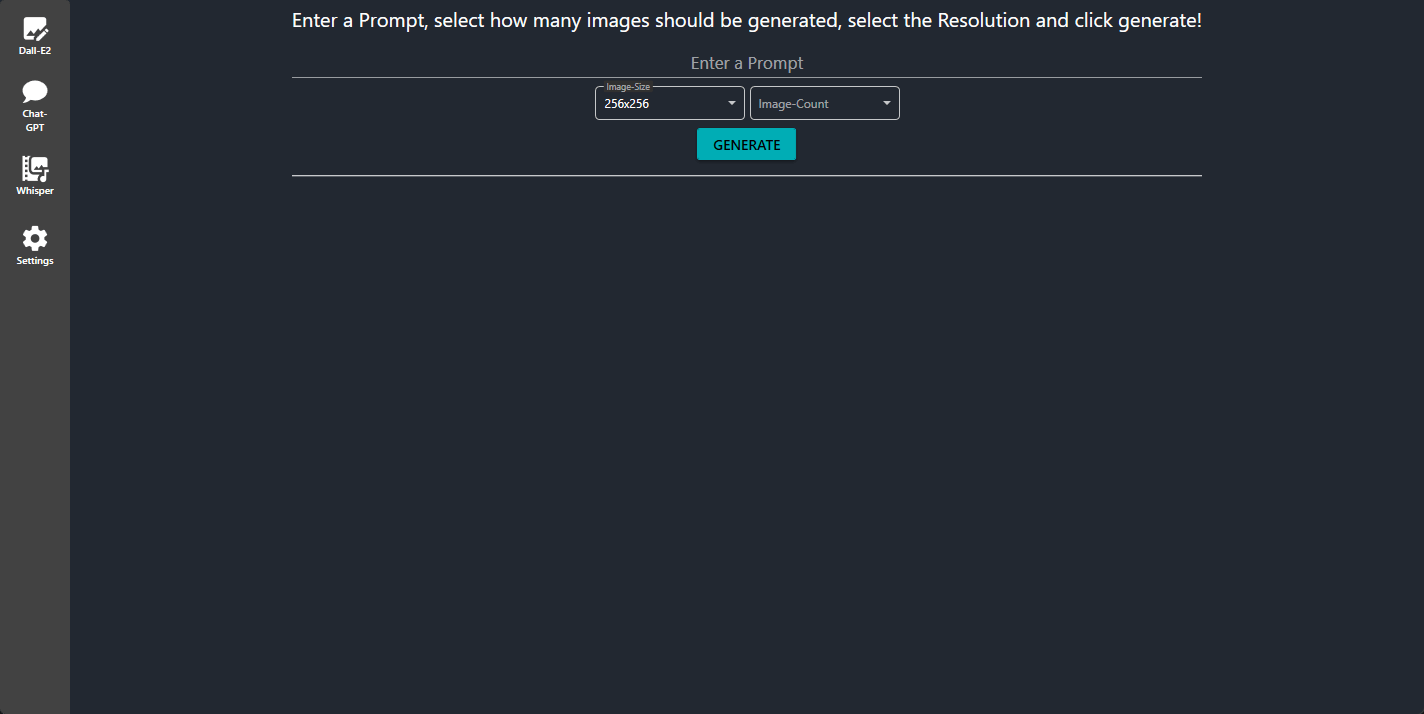 Dall-E2
Chat-
GPT
Whisper
Settings
Enter a Prompt, select how many images should be generated, select the Resolution and click generate!
Enter a Prompt
Image-Size
256x256
Image-Count
GENERATE